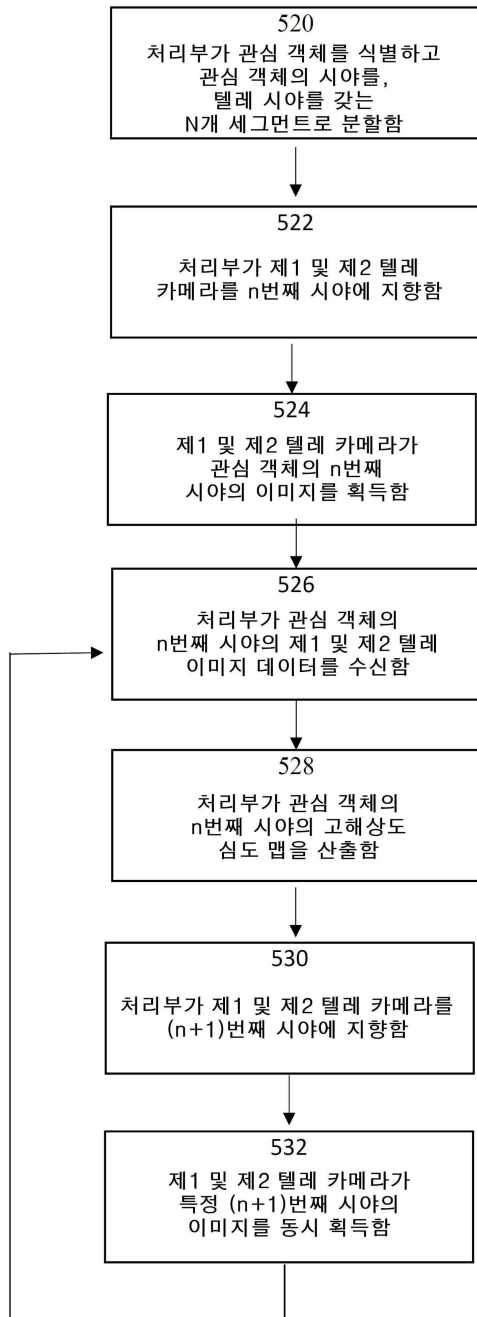 520
처리부가 관심 객체를 식별하고
관심 객체의 시야를,
텔레 시야를 갖는
N개 세그먼트로 분할함
522
처리부가 제1 및 제2 텔레
카메라를 n번째 시야에 지향함
524
제1 및 제2 텔레 카메라가
관심 객체의 n번째
시야의 이미지를 획득함
526
처리부가 관심 객체의
n번째 시야의 제1 및 제2 텔레
이미지 데이터를 수신함
528
처리부가 관심 객체의
n번째 시야의 고해상도
심도 맵을 산출함
530
처리부가 제1 및 제2 텔레 카메라를
(n+1)번째 시야에 지향함
532
제1 및 제2 텔레 카메라가
특정 (n+1)번째 시야의
이미지를 동시 획득함